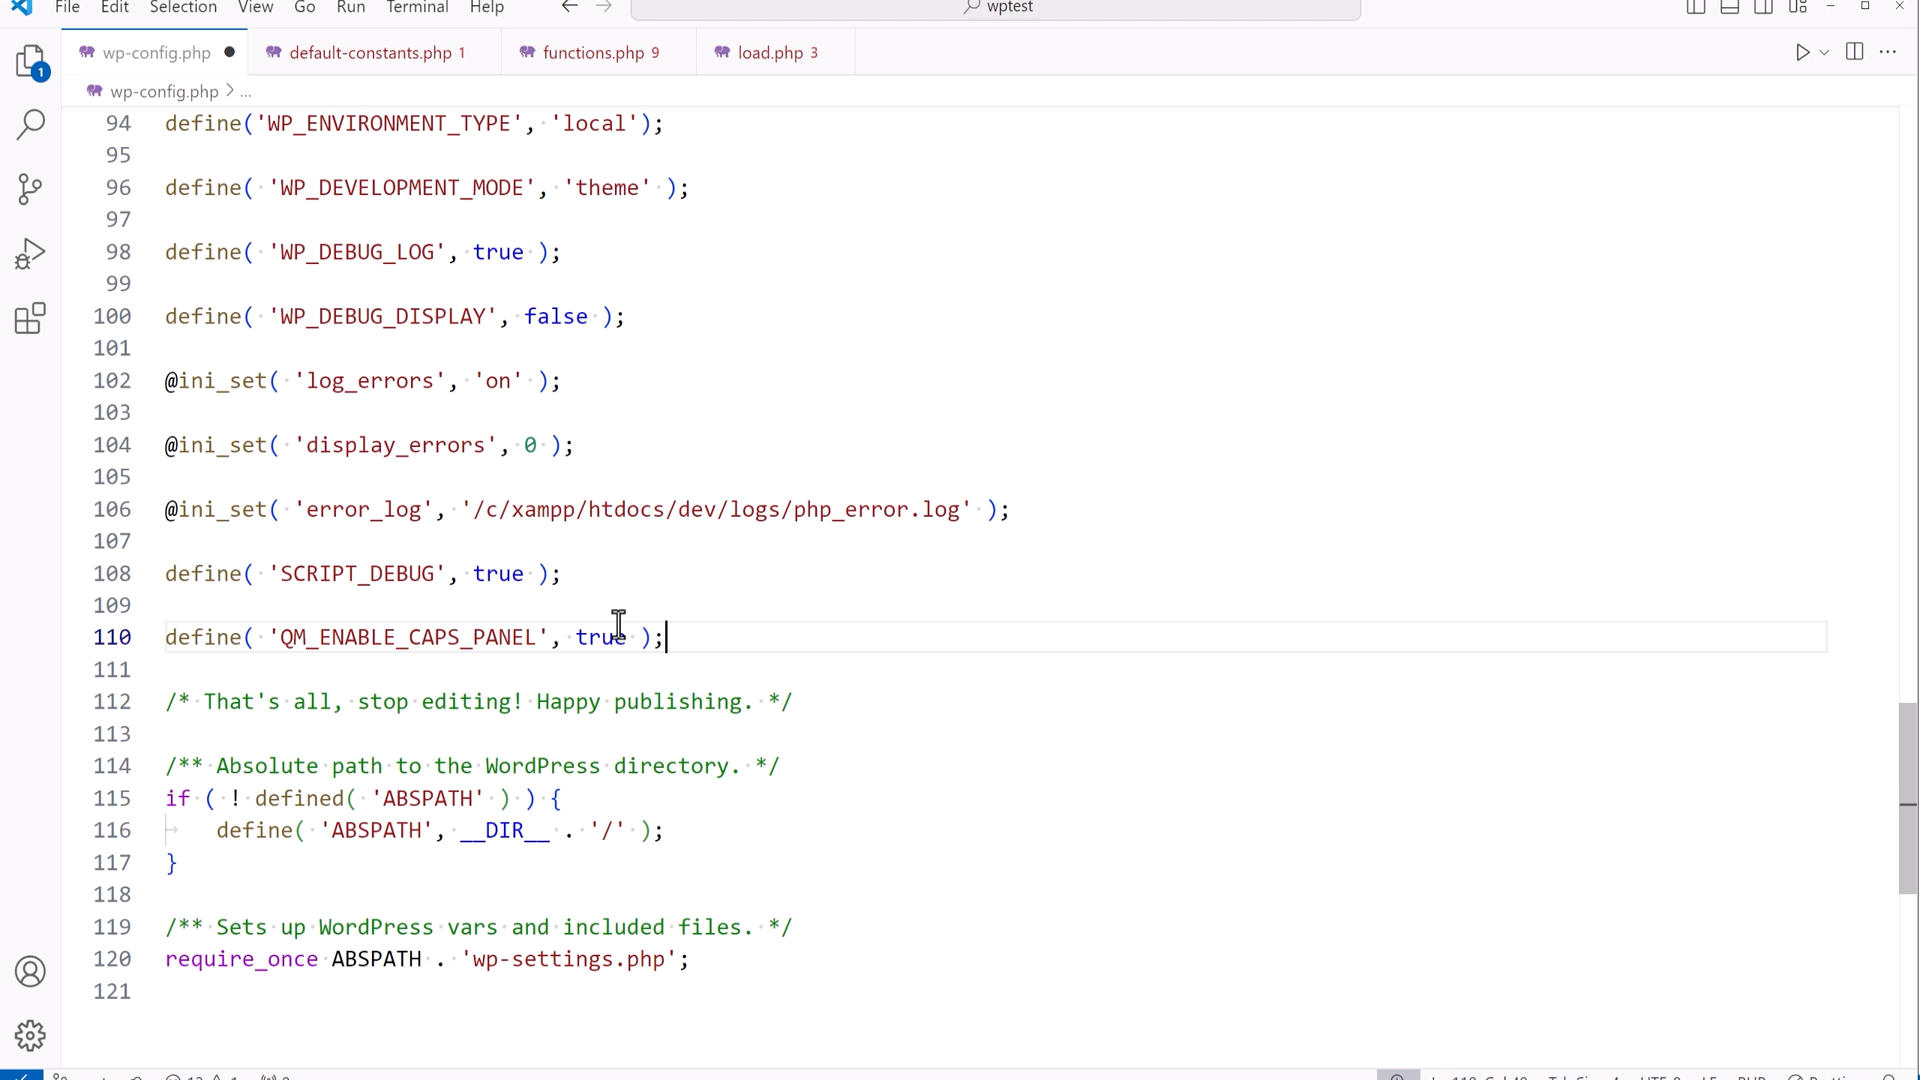 File Edit Selection View Go Run Terminal Help wptest
wp-config.php default-constants.php 1 functions.php 9 load.php 3
1
wp-config.php > ...
94 define('WP_ENVIRONMENT_TYPE', 'local');
95
96 define( 'WP_DEVELOPMENT_MODE', 'theme' );
97
98 define( 'WP_DEBUG_LOG', true );
99
100 define( 'WP_DEBUG_DISPLAY', false );
101
102 @ini_set( 'log_errors', 'on' );
103
104 @ini_set( 'display_errors', 0 );
105
106 @ini_set( 'error_log', '/c/xampp/htdocs/dev/logs/php_error.log' );
107
108 define( 'SCRIPT_DEBUG', true );
109
110 define( 'QM_ENABLE_CAPS_PANEL', true );
111
112 /* That's all, stop editing! Happy publishing. */
113
114 /** Absolute path to the WordPress directory. */
115 if ( ! defined( 'ABSPATH' ) ) {
116 define( 'ABSPATH', __DIR__ . '/' );
117 }
118
119 /** Sets up WordPress vars and included files. */
120 require_once ABSPATH . 'wp-settings.php';
121